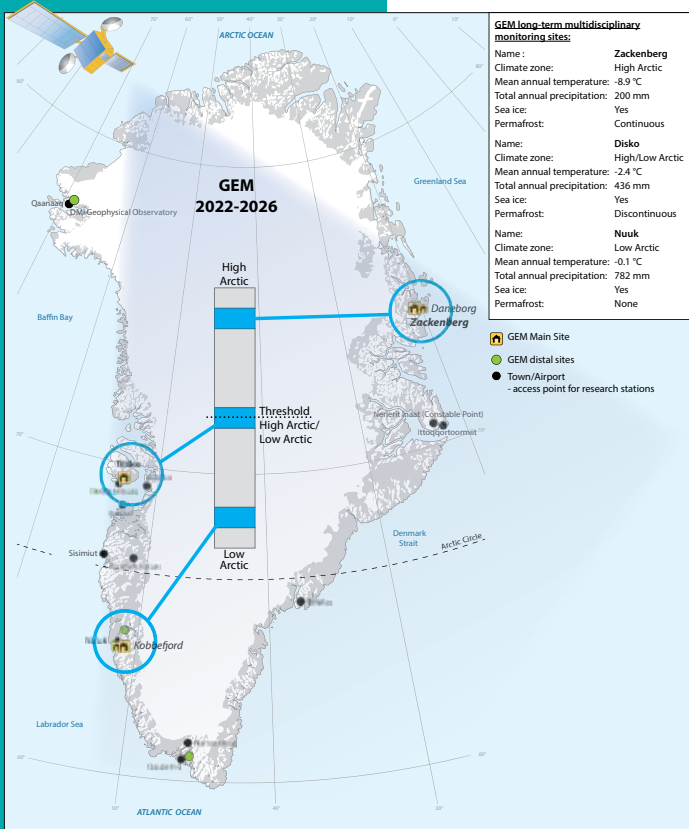 ARCTIC OCEAN
GEM long-term multidisciplinary
monitoring sites:
Name : Zackenberg
Climate zone: High Arctic
Mean annual temperature: -8.9 °C
Total annual precipitation: 200 mm
Sea ice: Yes
Permafrost: Continuous
Name: Disko
Climate zone: High/Low Arctic
Mean annual temperature: -2.4 °C
Total annual precipitation: 436 mm
Sea ice: Yes
Permafrost: Discontinuous
Name: Nuuk
Climate zone: Low Arctic
Mean annual temperature: -0.1 °C
Total annual precipitation: 782 mm
Sea ice: Yes
Permafrost: None
GEM Main Site
GEM distal sites
Town/Airport
- access point for research stations
GEM
2022-2026
Greenland Sea
Qaanaaq
DMI Geophysical Observatory
High
Arctic
Daneborg
Zackenberg
Baffin Bay
Threshold
High Arctic/
Low Arctic
Nerlerit Inaat (Constable Point)
Ittoqqortoormiit
Denmark
Strait
Arctic Circle
Sisimiut
Low
Arctic
Kobbefjord
Labrador Sea
ATLANTIC OCEAN